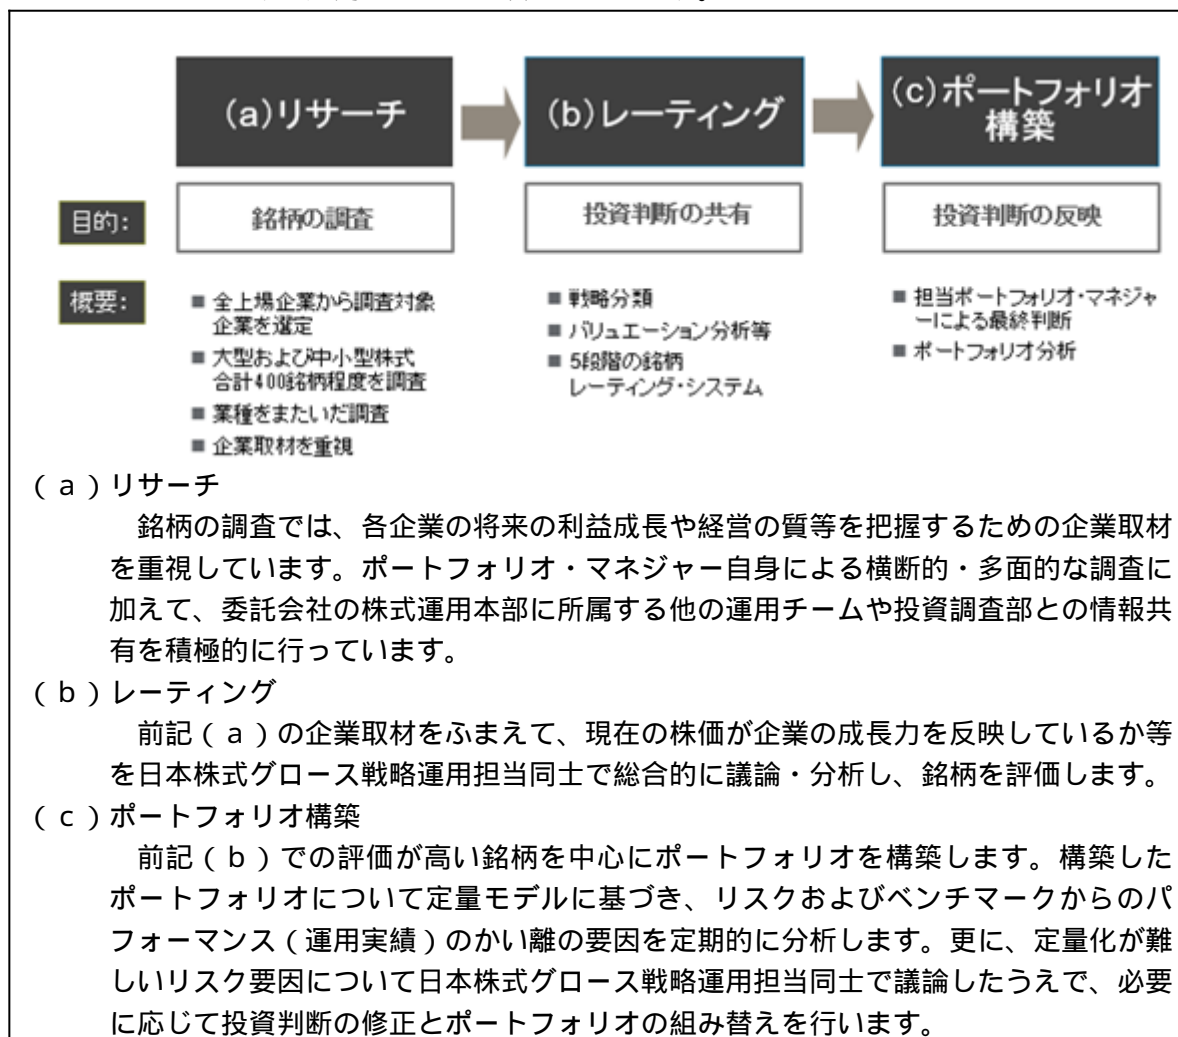 (a)リサーチ
(b)レーティング
(c)ポートフォリオ
構築
目的:
銘柄の調査
投資判断の共有
投資判断の反映
概要:
■ 全上場企業から調査対象
企業を選定
■ 大型および中小型株式
合計400銘柄程度を調査
■ 業種をまたいだ調査
■ 企業取材を重視
■ 戦略分類
■ バリュエーション分析等
■ 5段階の銘柄
レーティング・システム
■ 担当ポートフォリオ・マネジャ
ーによる最終判断
■ ポートフォリオ分析
(a)リサーチ
銘柄の調査では、各企業の将来の利益成長や経営の質等を把握するための企業取材
を重視しています。ポートフォリオ・マネジャー自身による横断的・多面的な調査に
加えて、委託会社の株式運用本部に所属する他の運用チームや投資調査部との情報共
有を積極的に行っています。
(b)レーティング
前記(a)の企業取材をふまえて、現在の株価が企業の成長力を反映しているか等
を日本株式グロース戦略運用担当同士で総合的に議論・分析し、銘柄を評価します。
(c)ポートフォリオ構築
前記(b)での評価が高い銘柄を中心にポートフォリオを構築します。構築した
ポートフォリオについて定量モデルに基づき、リスクおよびベンチマークからのパ
フォーマンス(運用実績)のかい離の要因を定期的に分析します。更に、定量化が難
しいリスク要因について日本株式グロース戦略運用担当同士で議論したうえで、必要
に応じて投資判断の修正とポートフォリオの組み替えを行います。